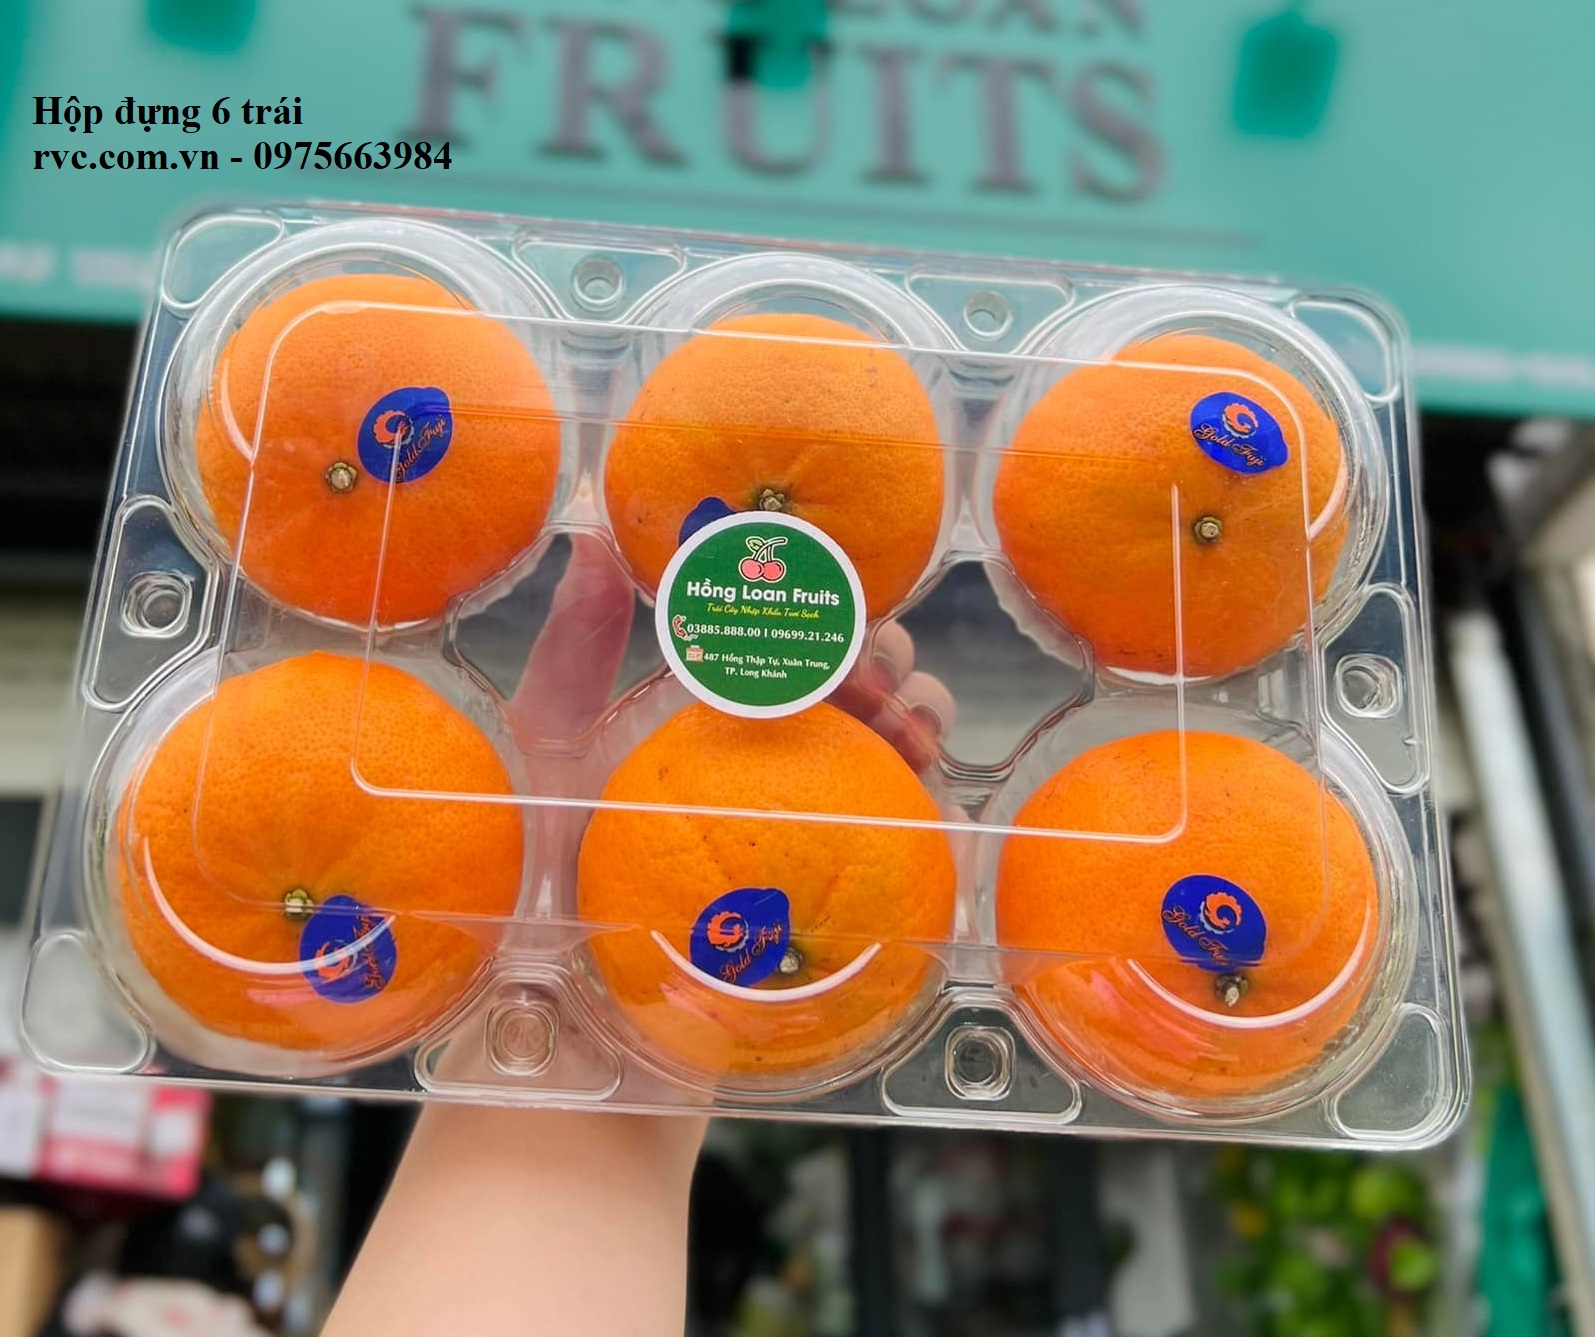 LOAN
FRUITS
Hộp đựng 6 trái
rvc.com.vn - 0975663984
Gold Fuji
Gold Fuji
Hồng Loan Fruits
Trái Cây Nhập Khẩu Tươi Sạch
03885.888.00 I 09699.21.246
487 Hồng Thập Tự, Xuân Trung,
TP. Long Khánh
Gold Fuji
Gold Fuji
Gold Fuji